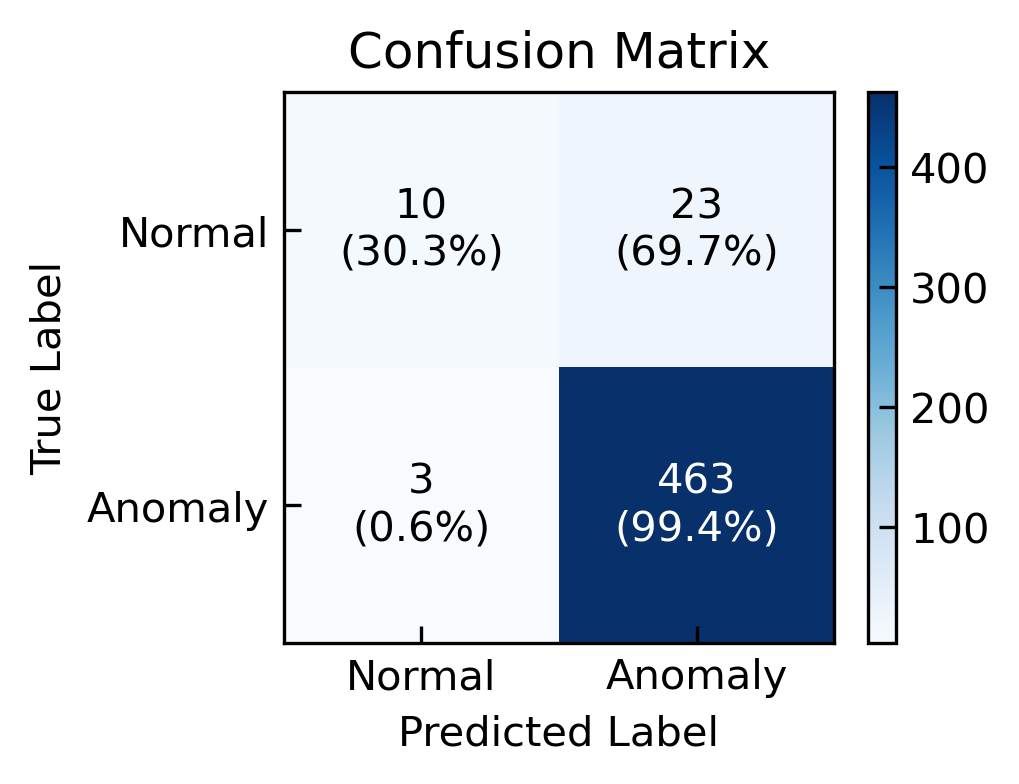 Confusion Matrix
Normal
10
(30.3%)
23
(69.7%)
Anomaly
3
(0.6%)
463
(99.4%)
True Label
Normal
Anomaly
Predicted Label
400
300
200
100